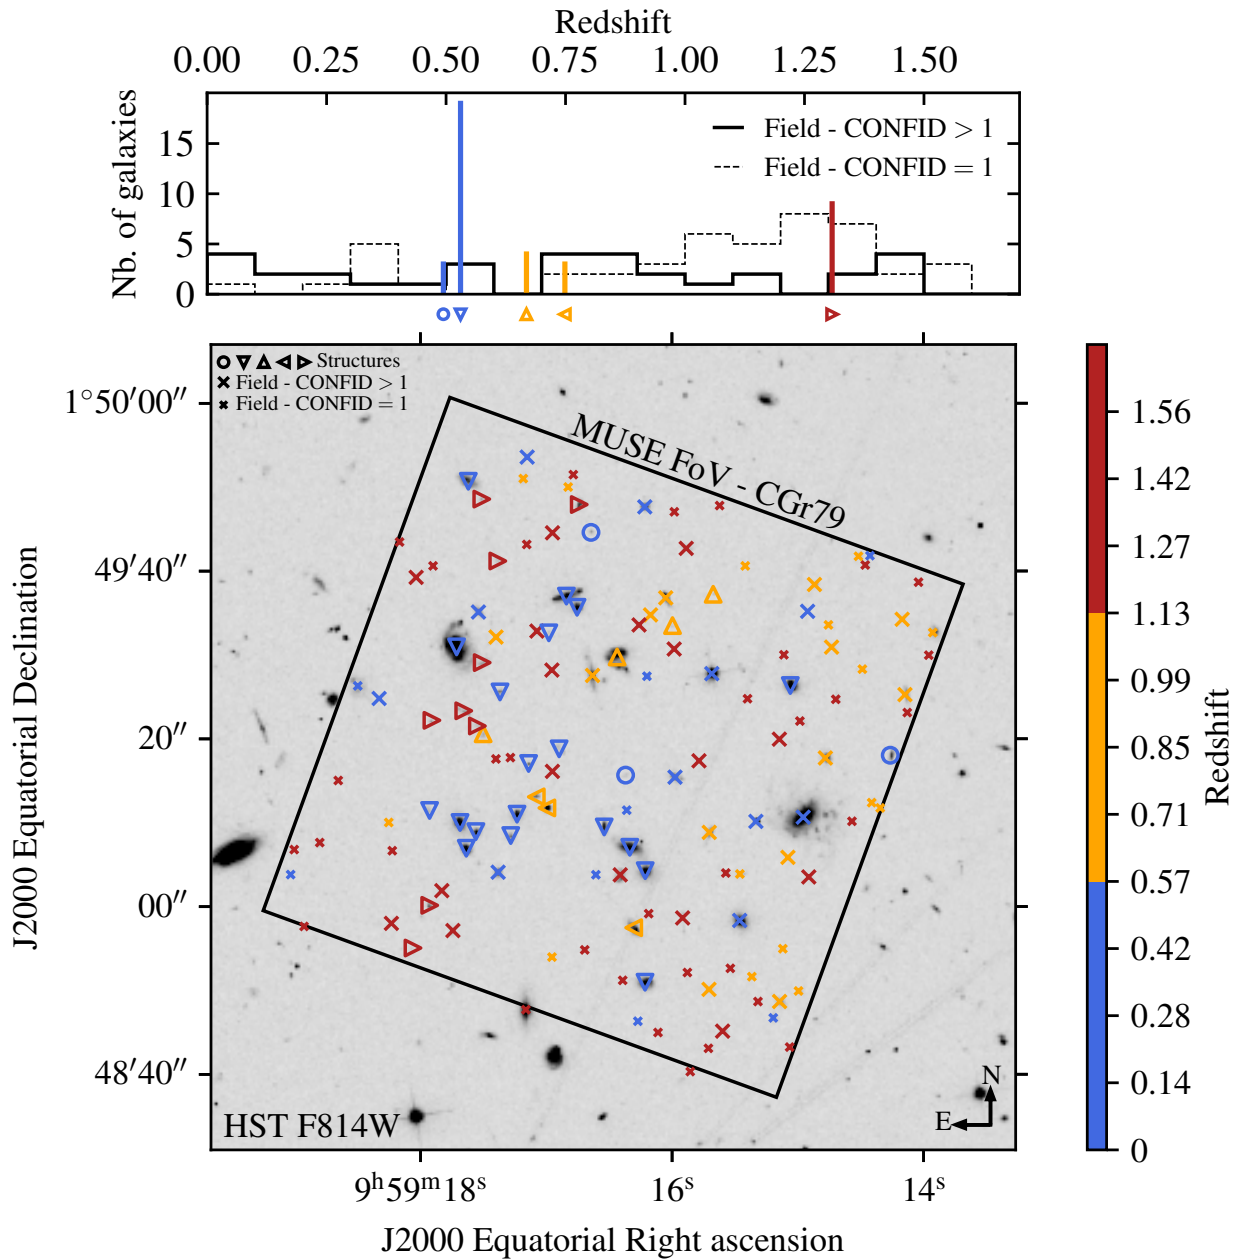 Redshift
0.00 0.25 0.50 0.75 1.00 1.25 1.50
Nb. of galaxies
15
10
5
0
Field - CONFID > 1
Field - CONFID = 1
Structures
Field - CONFID > 1
Field - CONFID = 1
MUSE FoV - CGr79
1°50′00′′
49′40′′
20′′
00′′
48′40′′
J2000 Equatorial Declination
HST F814W
N
E
9ʰ59ᵐ18ˢ 16ˢ 14ˢ
J2000 Equatorial Right ascension
1.56
1.42
1.27
1.13
0.99
0.85
0.71
0.57
0.42
0.28
0.14
0
Redshift